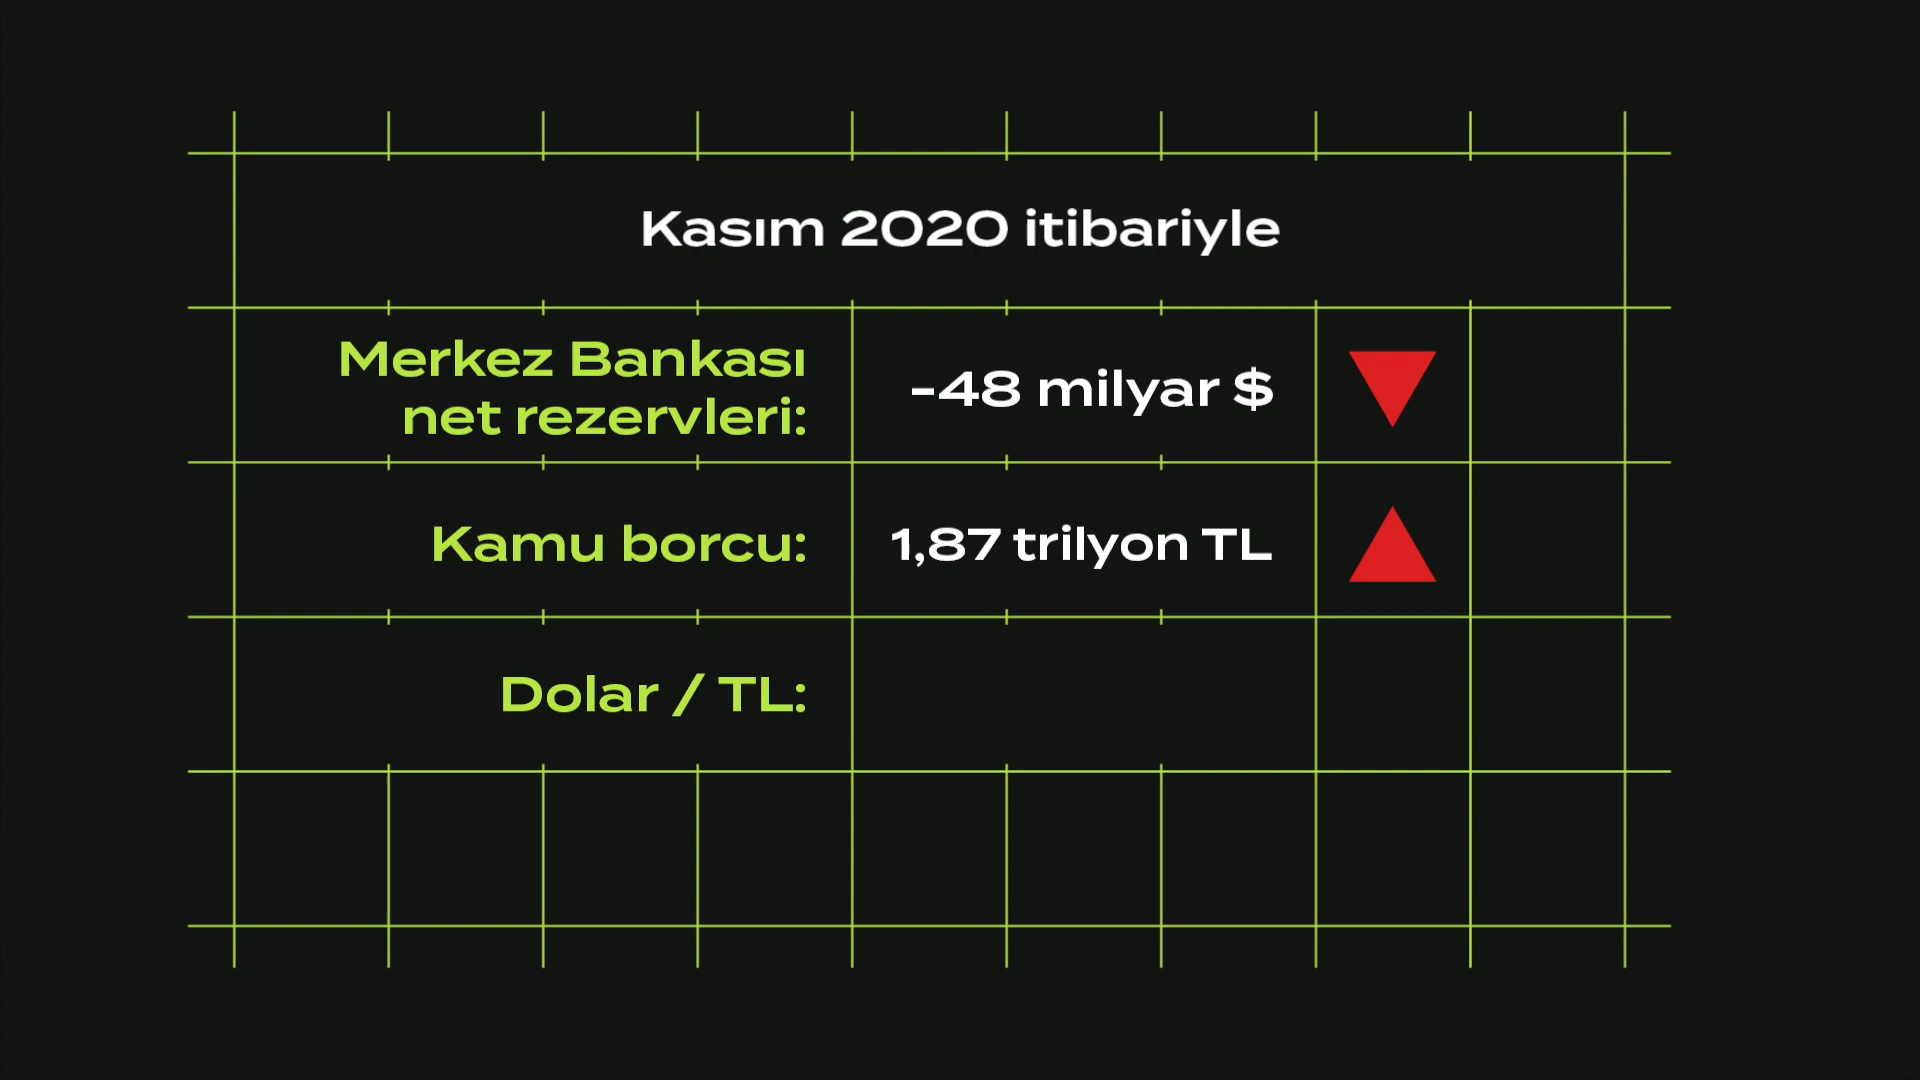 Kasım 2020 itibariyle
Merkez Bankası
net rezervleri:
-48 milyar $
Kamu borcu:
1,87 trilyon TL
Dolar / TL: